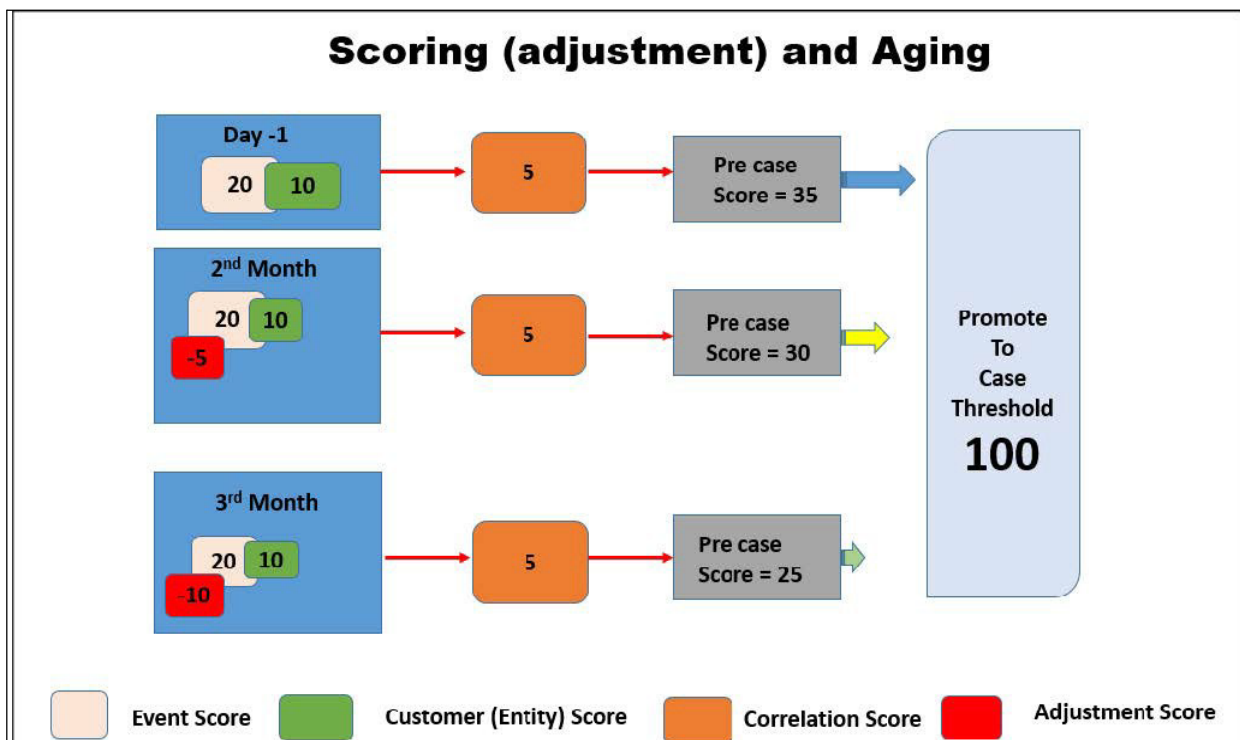 Scoring (adjustment) and Aging
Day -1
20
10
5
Pre case
Score = 35
2nd Month
20
10
-5
5
Pre case
Score = 30
3rd Month
20
10
-10
5
Pre case
Score = 25
Promote
To
Case
Threshold
100
Event Score
Customer (Entity) Score
Correlation Score
Adjustment Score